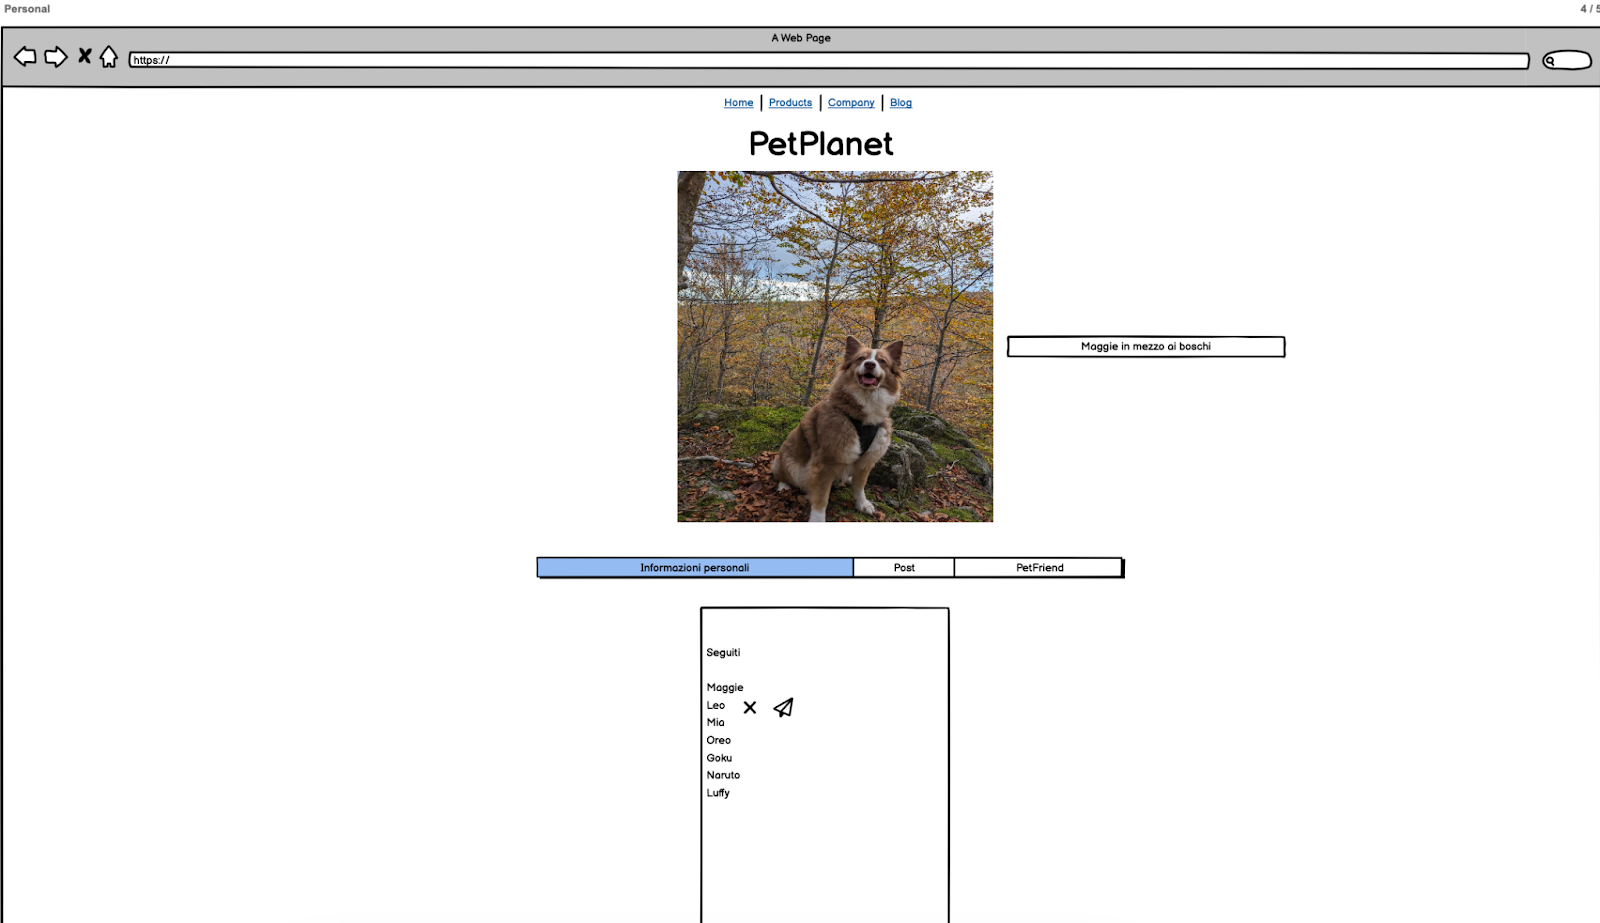 Personal 4 / 5
A Web Page
https://
Home Products Company Blog
PetPlanet
Maggie in mezzo ai boschi
Informazioni personali Post PetFriend
Seguiti
Maggie
Leo
Mia
Oreo
Goku
Naruto
Luffy